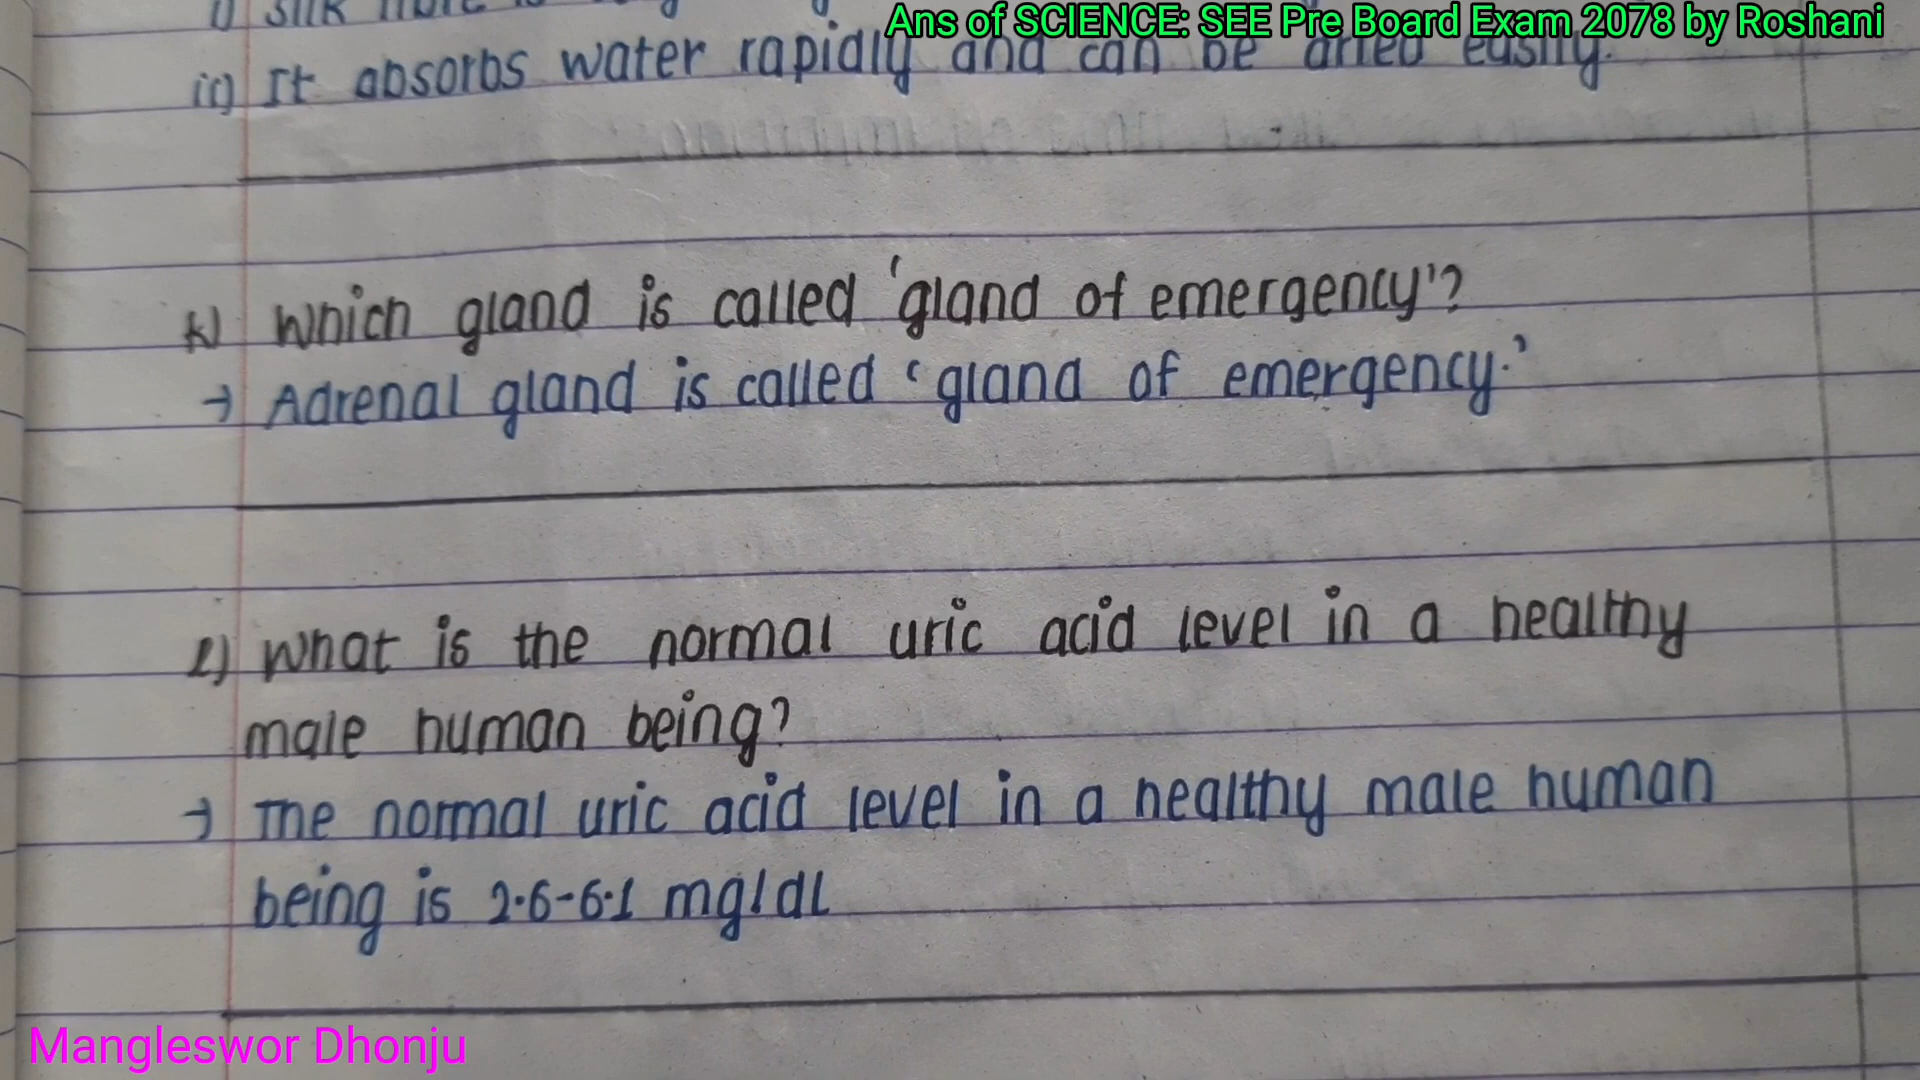 Ans of SCIENCE: SEE Pre Board Exam 2078 by Roshani
i) silk
ii) It absorbs water rapidly and can be dried easily.
k) Which gland is called 'gland of emergency'?
→ Adrenal gland is called 'gland of emergency.'
l) What is the normal uric acid level in a healthy
male human being?
→ The normal uric acid level in a healthy male human
being is 2.6-6.1 mg/dL
Mangleswor Dhonju